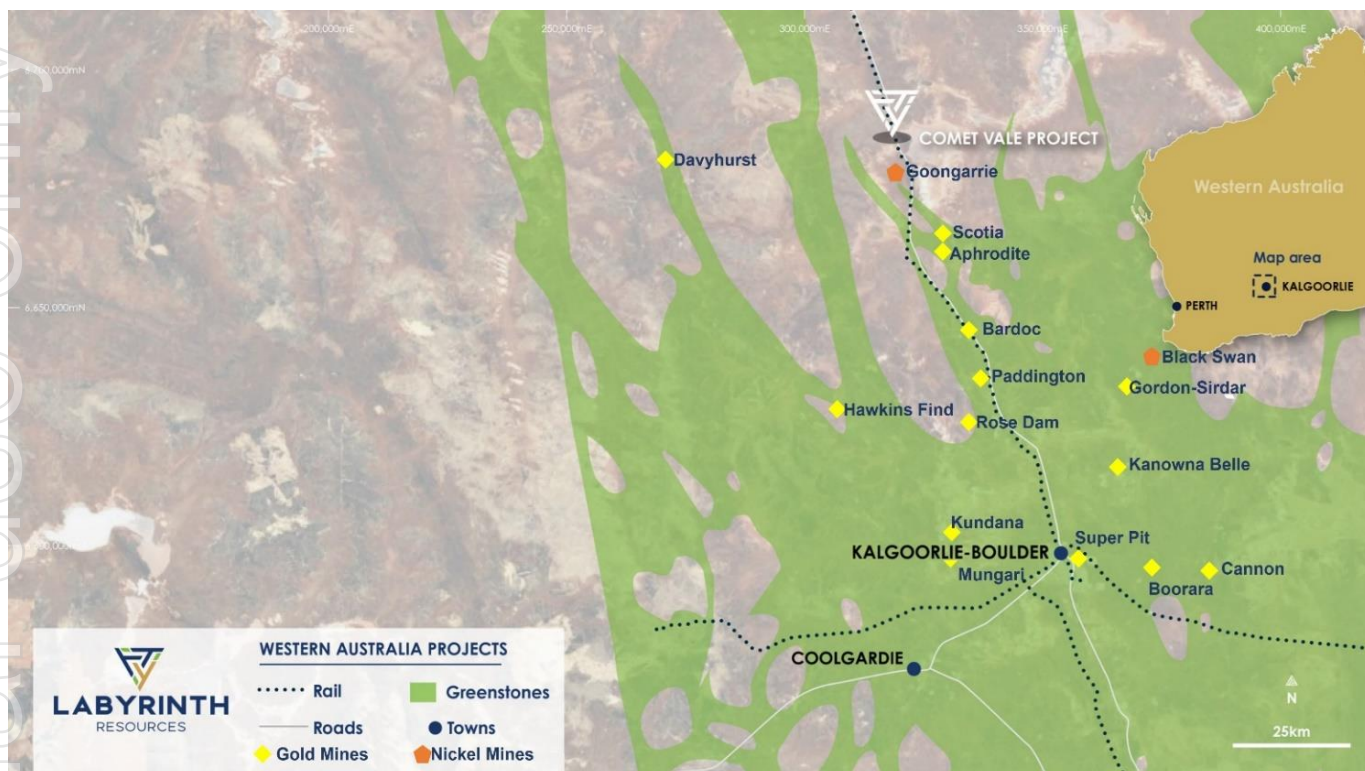 200,000mE
250,000mE
300,000mE
350,000mE
400,000mE
6,700,000mN
COMET VALE PROJECT
Davyhurst
Goongarrie
Western Australia
Scotia
Aphrodite
Map area
KALGOORLIE
PERTH
6,650,000mN
Bardoc
Black Swan
Paddington
Gordon-Sirdar
Hawkins Find
Rose Dam
Kanowna Belle
Kundana
Super Pit
KALGOORLIE-BOULDER
Mungari
Cannon
Boorara
COOLGARDIE
LABYRINTH
RESOURCES
WESTERN AUSTRALIA PROJECTS
Rail
Greenstones
Roads
Towns
Gold Mines
Nickel Mines
N
25km